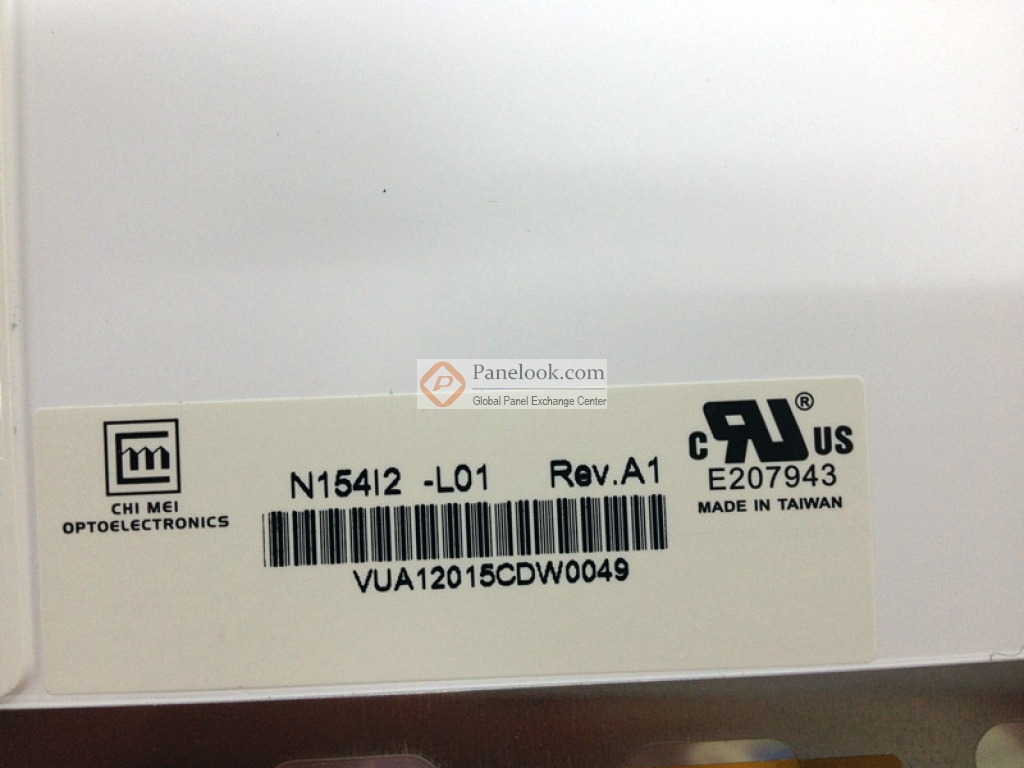 Panelook.com
Global Panel Exchange Center
CHI MEI
OPTOELECTRONICS
N154I2 -L01 Rev.A1
VUA12015CDW0049
C RU ® US
E207943
MADE IN TAIWAN